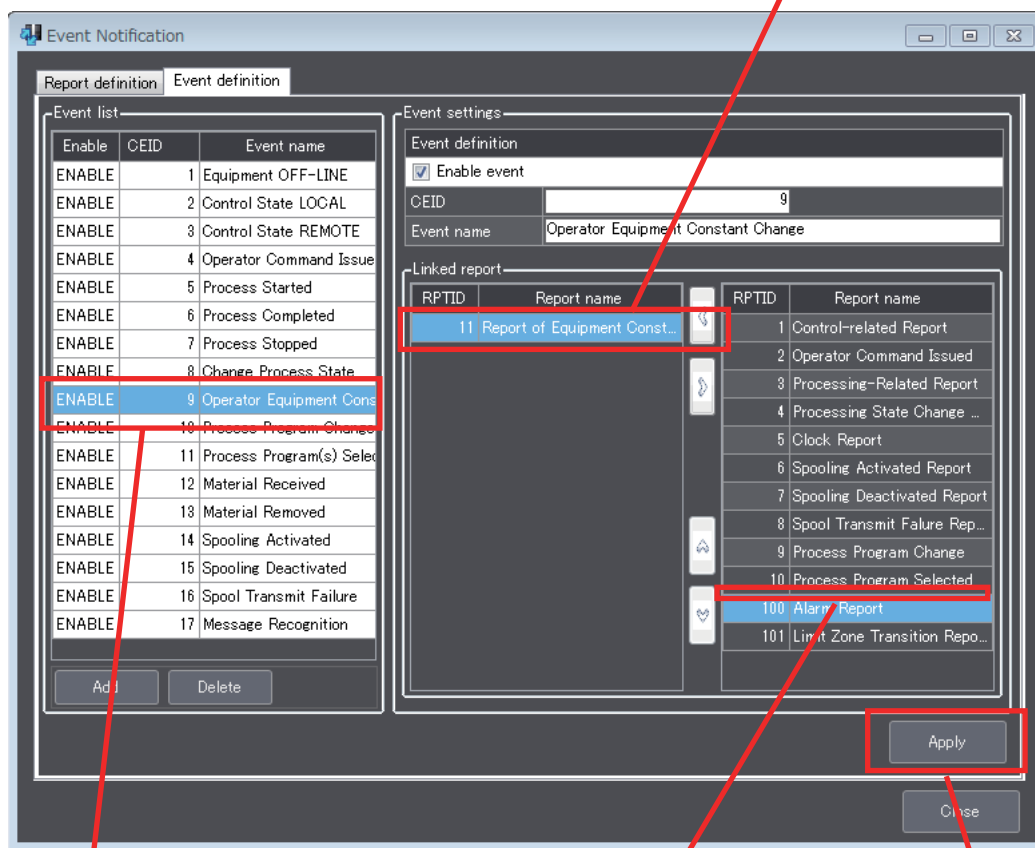 Event Notification
Report definition
Event definition
Event list
Enable CEID Event name
ENABLE 1 Equipment OFF-LINE
ENABLE 2 Control State LOCAL
ENABLE 3 Control State REMOTE
ENABLE 4 Operator Command Issue
ENABLE 5 Process Started
ENABLE 6 Process Completed
ENABLE 7 Process Stopped
ENABLE 8 Change Process State
ENABLE 9 Operator Equipment Cons
ENABLE 10 Process Program Change
ENABLE 11 Process Program(s) Selec
ENABLE 12 Material Received
ENABLE 13 Material Removed
ENABLE 14 Spooling Activated
ENABLE 15 Spooling Deactivated
ENABLE 16 Spool Transmit Failure
ENABLE 17 Message Recognition
Add Delete
Event settings
Event definition
Enable event
CEID 9
Event name Operator Equipment Constant Change
Linked report
RPTID Report name
11 Report of Equipment Const...
RPTID Report name
1 Control-related Report
2 Operator Command Issued
3 Processing-Related Report
4 Processing State Change ...
5 Clock Report
6 Spooling Activated Report
7 Spooling Deactivated Report
8 Spool Transmit Falure Rep...
9 Process Program Change
10 Process Program Selected
100 Alarm Report
101 Limit Zone Transition Repo...
Apply
Close